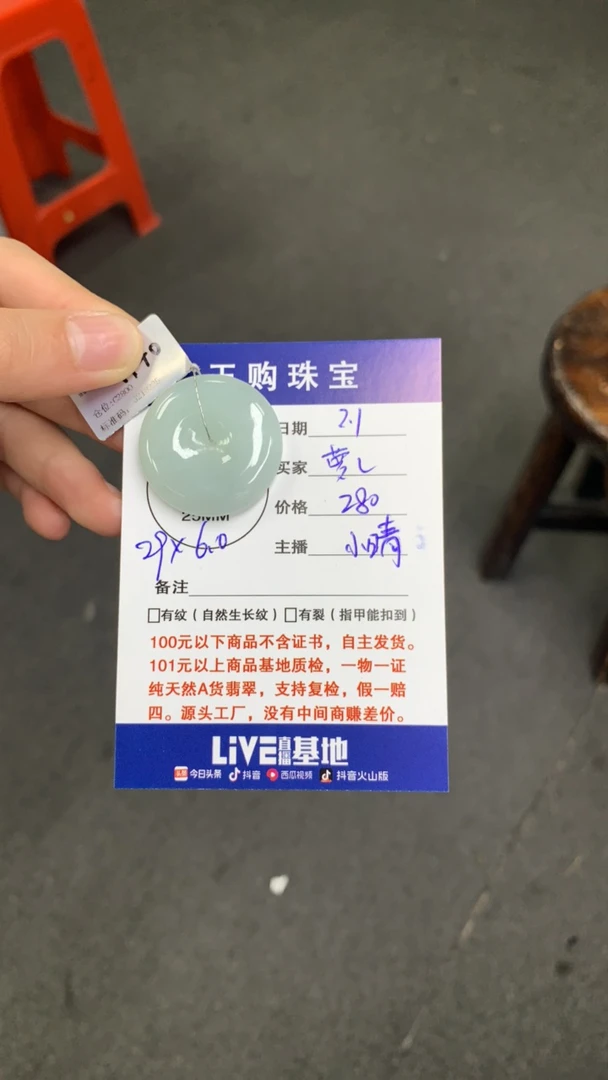 玉购珠宝
日期 2.1
买家
25MM
价格 280
29×6.0
主播 小晴
备注
□有纹（自然生长纹）□有裂（指甲能扣到）
100元以下商品不含证书，自主发货。
101元以上商品基地质检，一物一证
纯天然A货翡翠，支持复检，假一赔
四。源头工厂，没有中间商赚差价。
LiVE直播基地
头条 今日头条 抖音 西瓜视频 抖音火山版